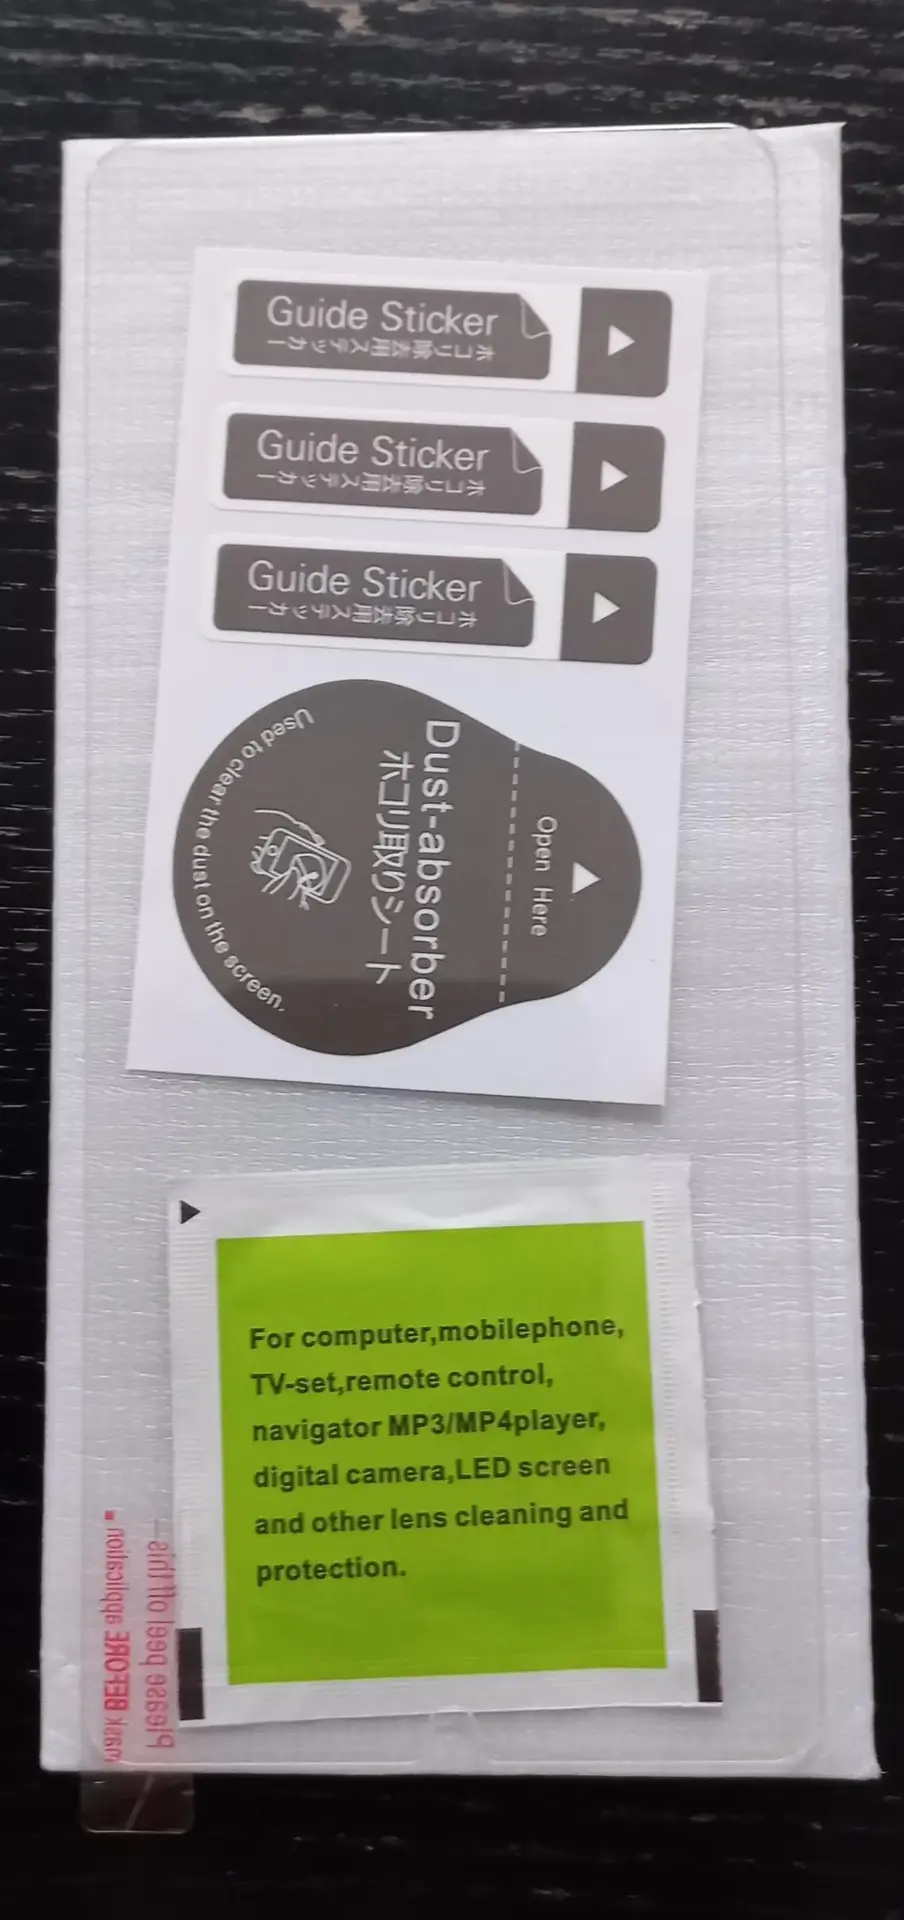 Guide Sticker
ホコリ除去用ステッカー
Guide Sticker
ホコリ除去用ステッカー
Guide Sticker
ホコリ除去用ステッカー
Open Here
Dust-absorber
ホコリ取りシート
Used to clear the dust on the screen.
For computer,mobilephone,
TV-set,remote control,
navigator MP3/MP4player,
digital camera,LED screen
and other lens cleaning and
protection.
Please peel off this
mask BEFORE application